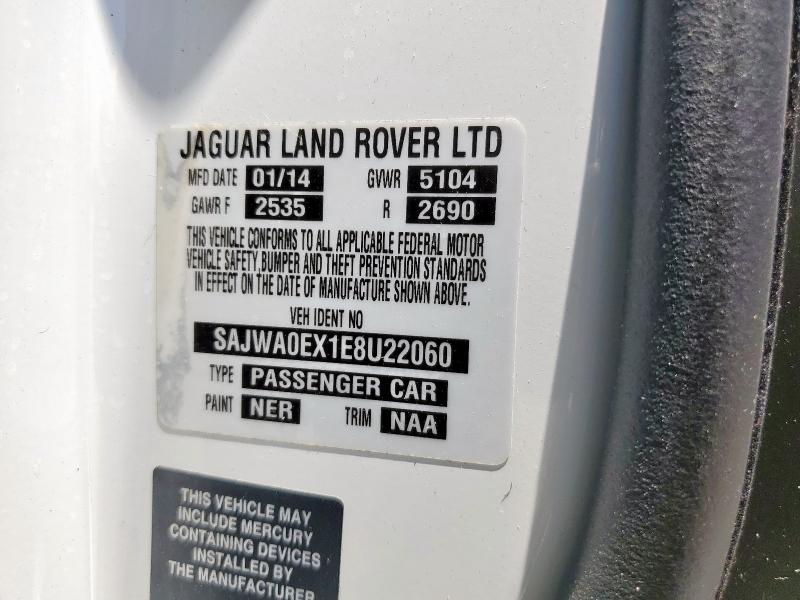 JAGUAR LAND ROVER LTD
MFD DATE 01/14 GVWR 5104
GAWR F 2535 R 2690
THIS VEHICLE CONFORMS TO ALL APPLICABLE FEDERAL MOTOR
VEHICLE SAFETY,BUMPER AND THEFT PREVENTION STANDARDS
IN EFFECT ON THE DATE OF MANUFACTURE SHOWN ABOVE.
VEH IDENT NO
SAJWA0EX1E8U22060
TYPE PASSENGER CAR
PAINT NER TRIM NAA
THIS VEHICLE MAY
INCLUDE MERCURY
CONTAINING DEVICES
INSTALLED BY
THE MANUFACTURER